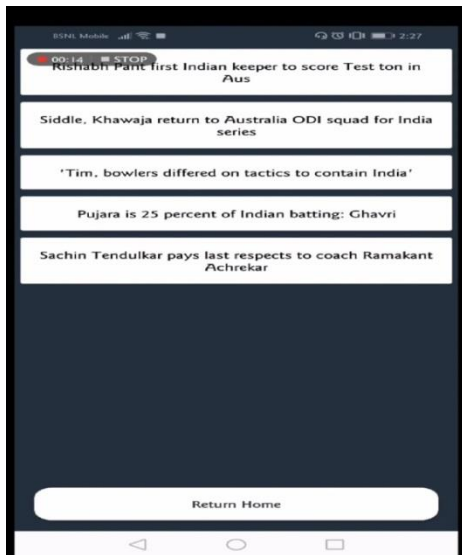 BSNL Mobile 2:27
00:14 STOP
Rishabh Pant first Indian keeper to score Test ton in
Aus
Siddle, Khawaja return to Australia ODI squad for India
series
'Tim, bowlers differed on tactics to contain India'
Pujara is 25 percent of Indian batting: Ghavri
Sachin Tendulkar pays last respects to coach Ramakant
Achrekar
Return Home